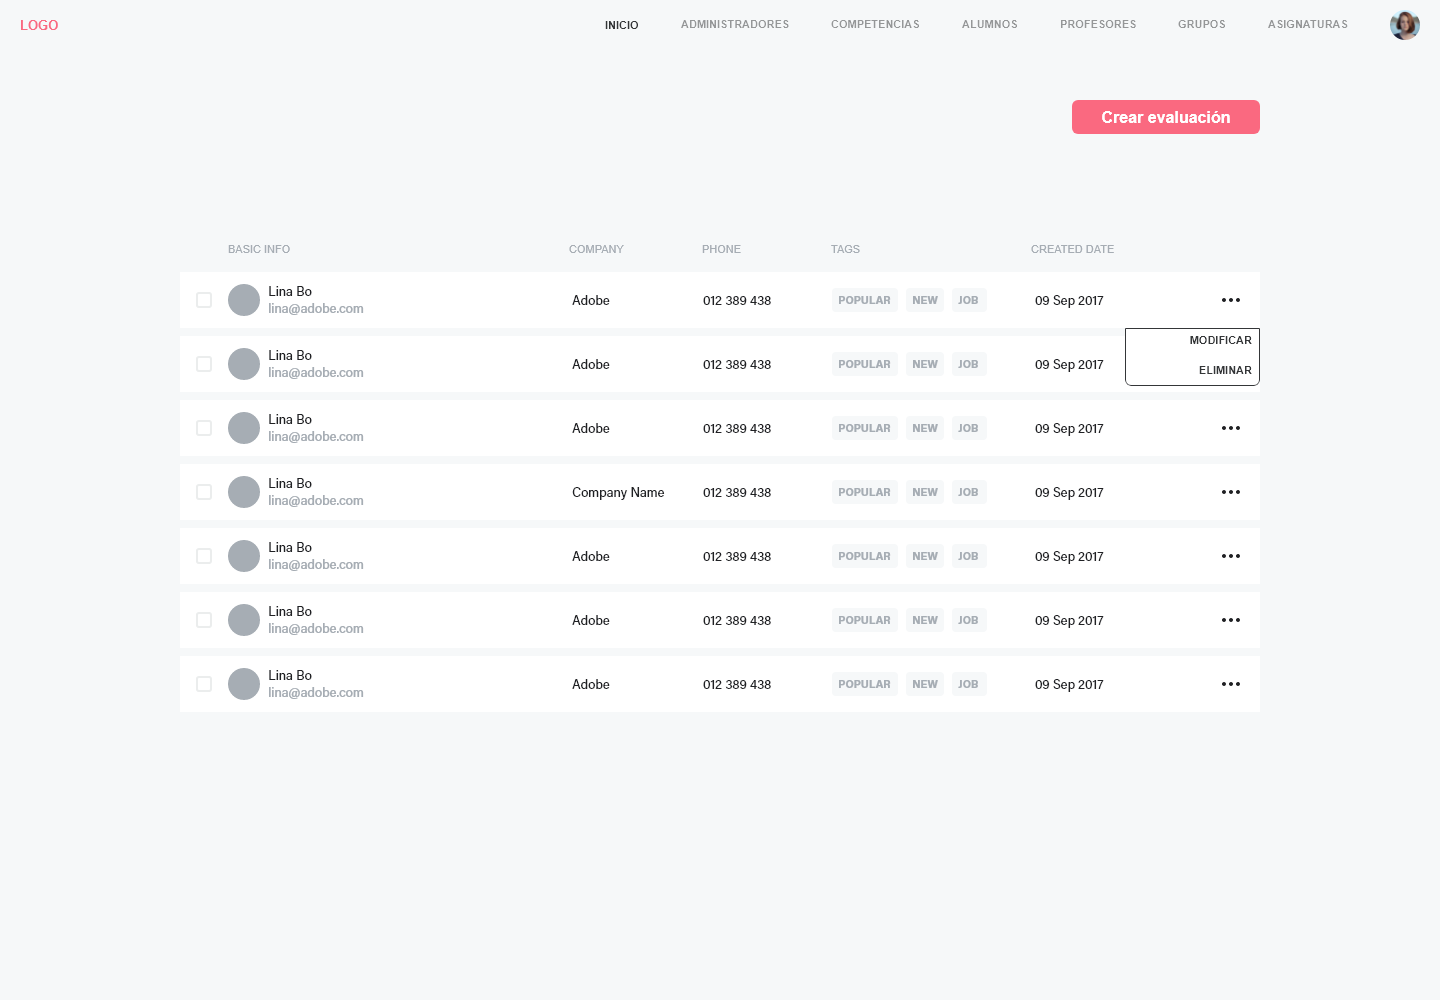 LOGO INICIO ADMINISTRADORES COMPETENCIAS ALUMNOS PROFESORES GRUPOS ASIGNATURAS
Crear evaluación
BASIC INFO COMPANY PHONE TAGS CREATED DATE
Lina Bo
lina@adobe.com
Adobe 012 389 438 POPULAR NEW JOB 09 Sep 2017
MODIFICAR
ELIMINAR
Lina Bo
lina@adobe.com
Adobe 012 389 438 POPULAR NEW JOB 09 Sep 2017
Lina Bo
lina@adobe.com
Adobe 012 389 438 POPULAR NEW JOB 09 Sep 2017
Lina Bo
lina@adobe.com
Company Name 012 389 438 POPULAR NEW JOB 09 Sep 2017
Lina Bo
lina@adobe.com
Adobe 012 389 438 POPULAR NEW JOB 09 Sep 2017
Lina Bo
lina@adobe.com
Adobe 012 389 438 POPULAR NEW JOB 09 Sep 2017
Lina Bo
lina@adobe.com
Adobe 012 389 438 POPULAR NEW JOB 09 Sep 2017